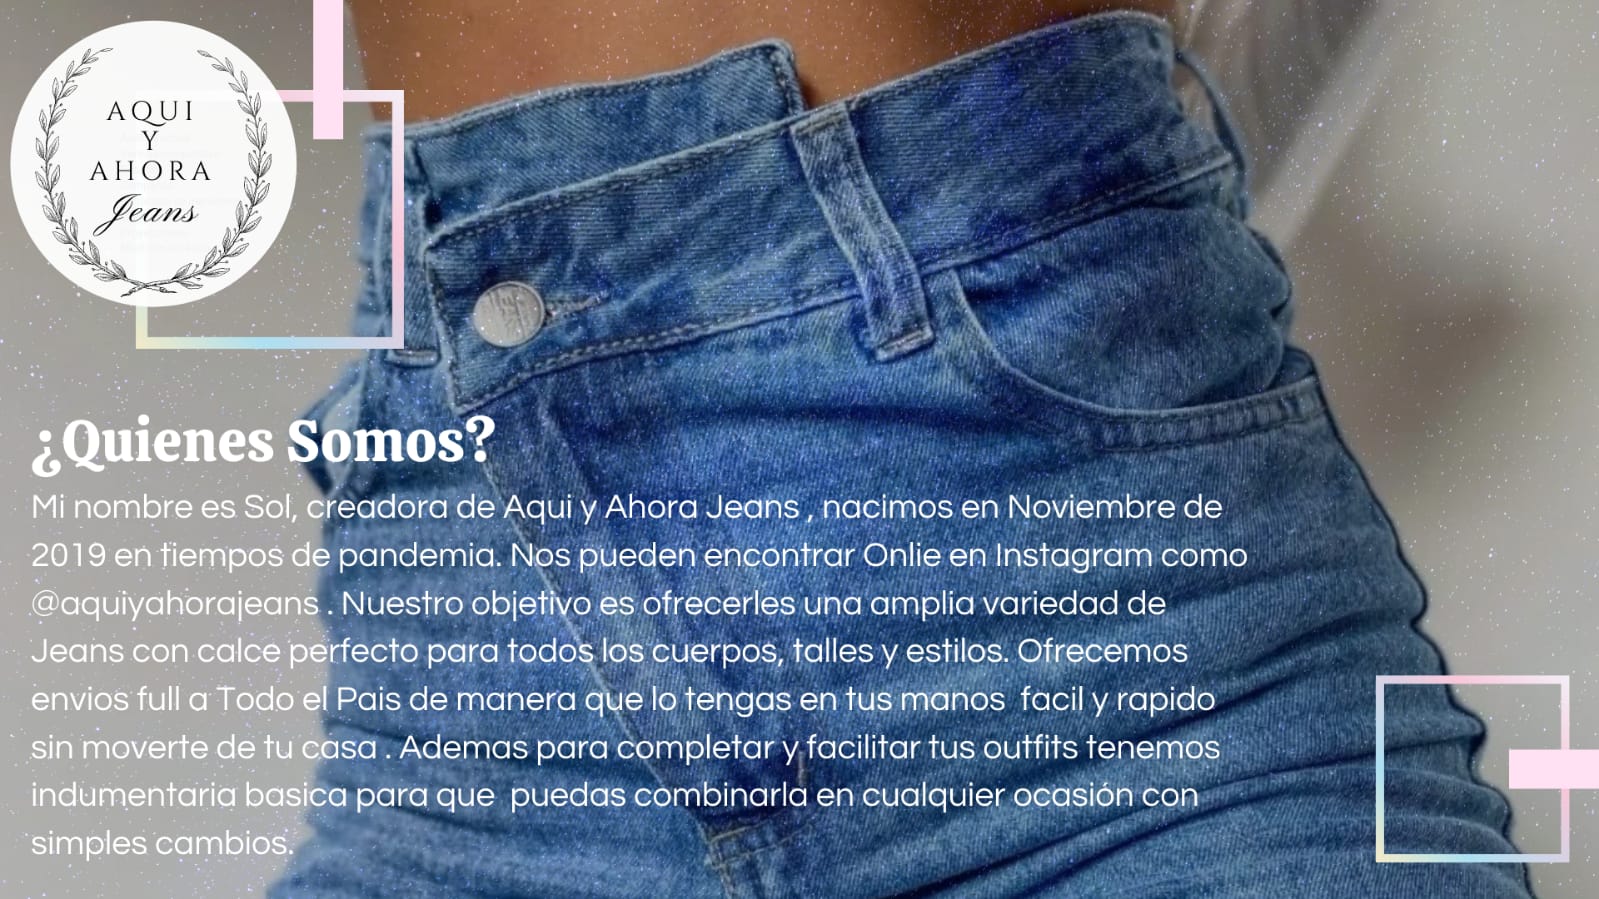 AQUI
Y
AHORA
Jeans
¿Quienes Somos?
Mi nombre es Sol, creadora de Aqui y Ahora Jeans , nacimos en Noviembre de
2019 en tiempos de pandemia. Nos pueden encontrar Onlie en Instagram como
@aquiyahorajeans . Nuestro objetivo es ofrecerles una amplia variedad de
Jeans con calce perfecto para todos los cuerpos, talles y estilos. Ofrecemos
envios full a Todo el Pais de manera que lo tengas en tus manos  facil y rapido
sin moverte de tu casa . Ademas para completar y facilitar tus outfits tenemos
indumentaria basica para que  puedas combinarla en cualquier ocasión con
simples cambios.